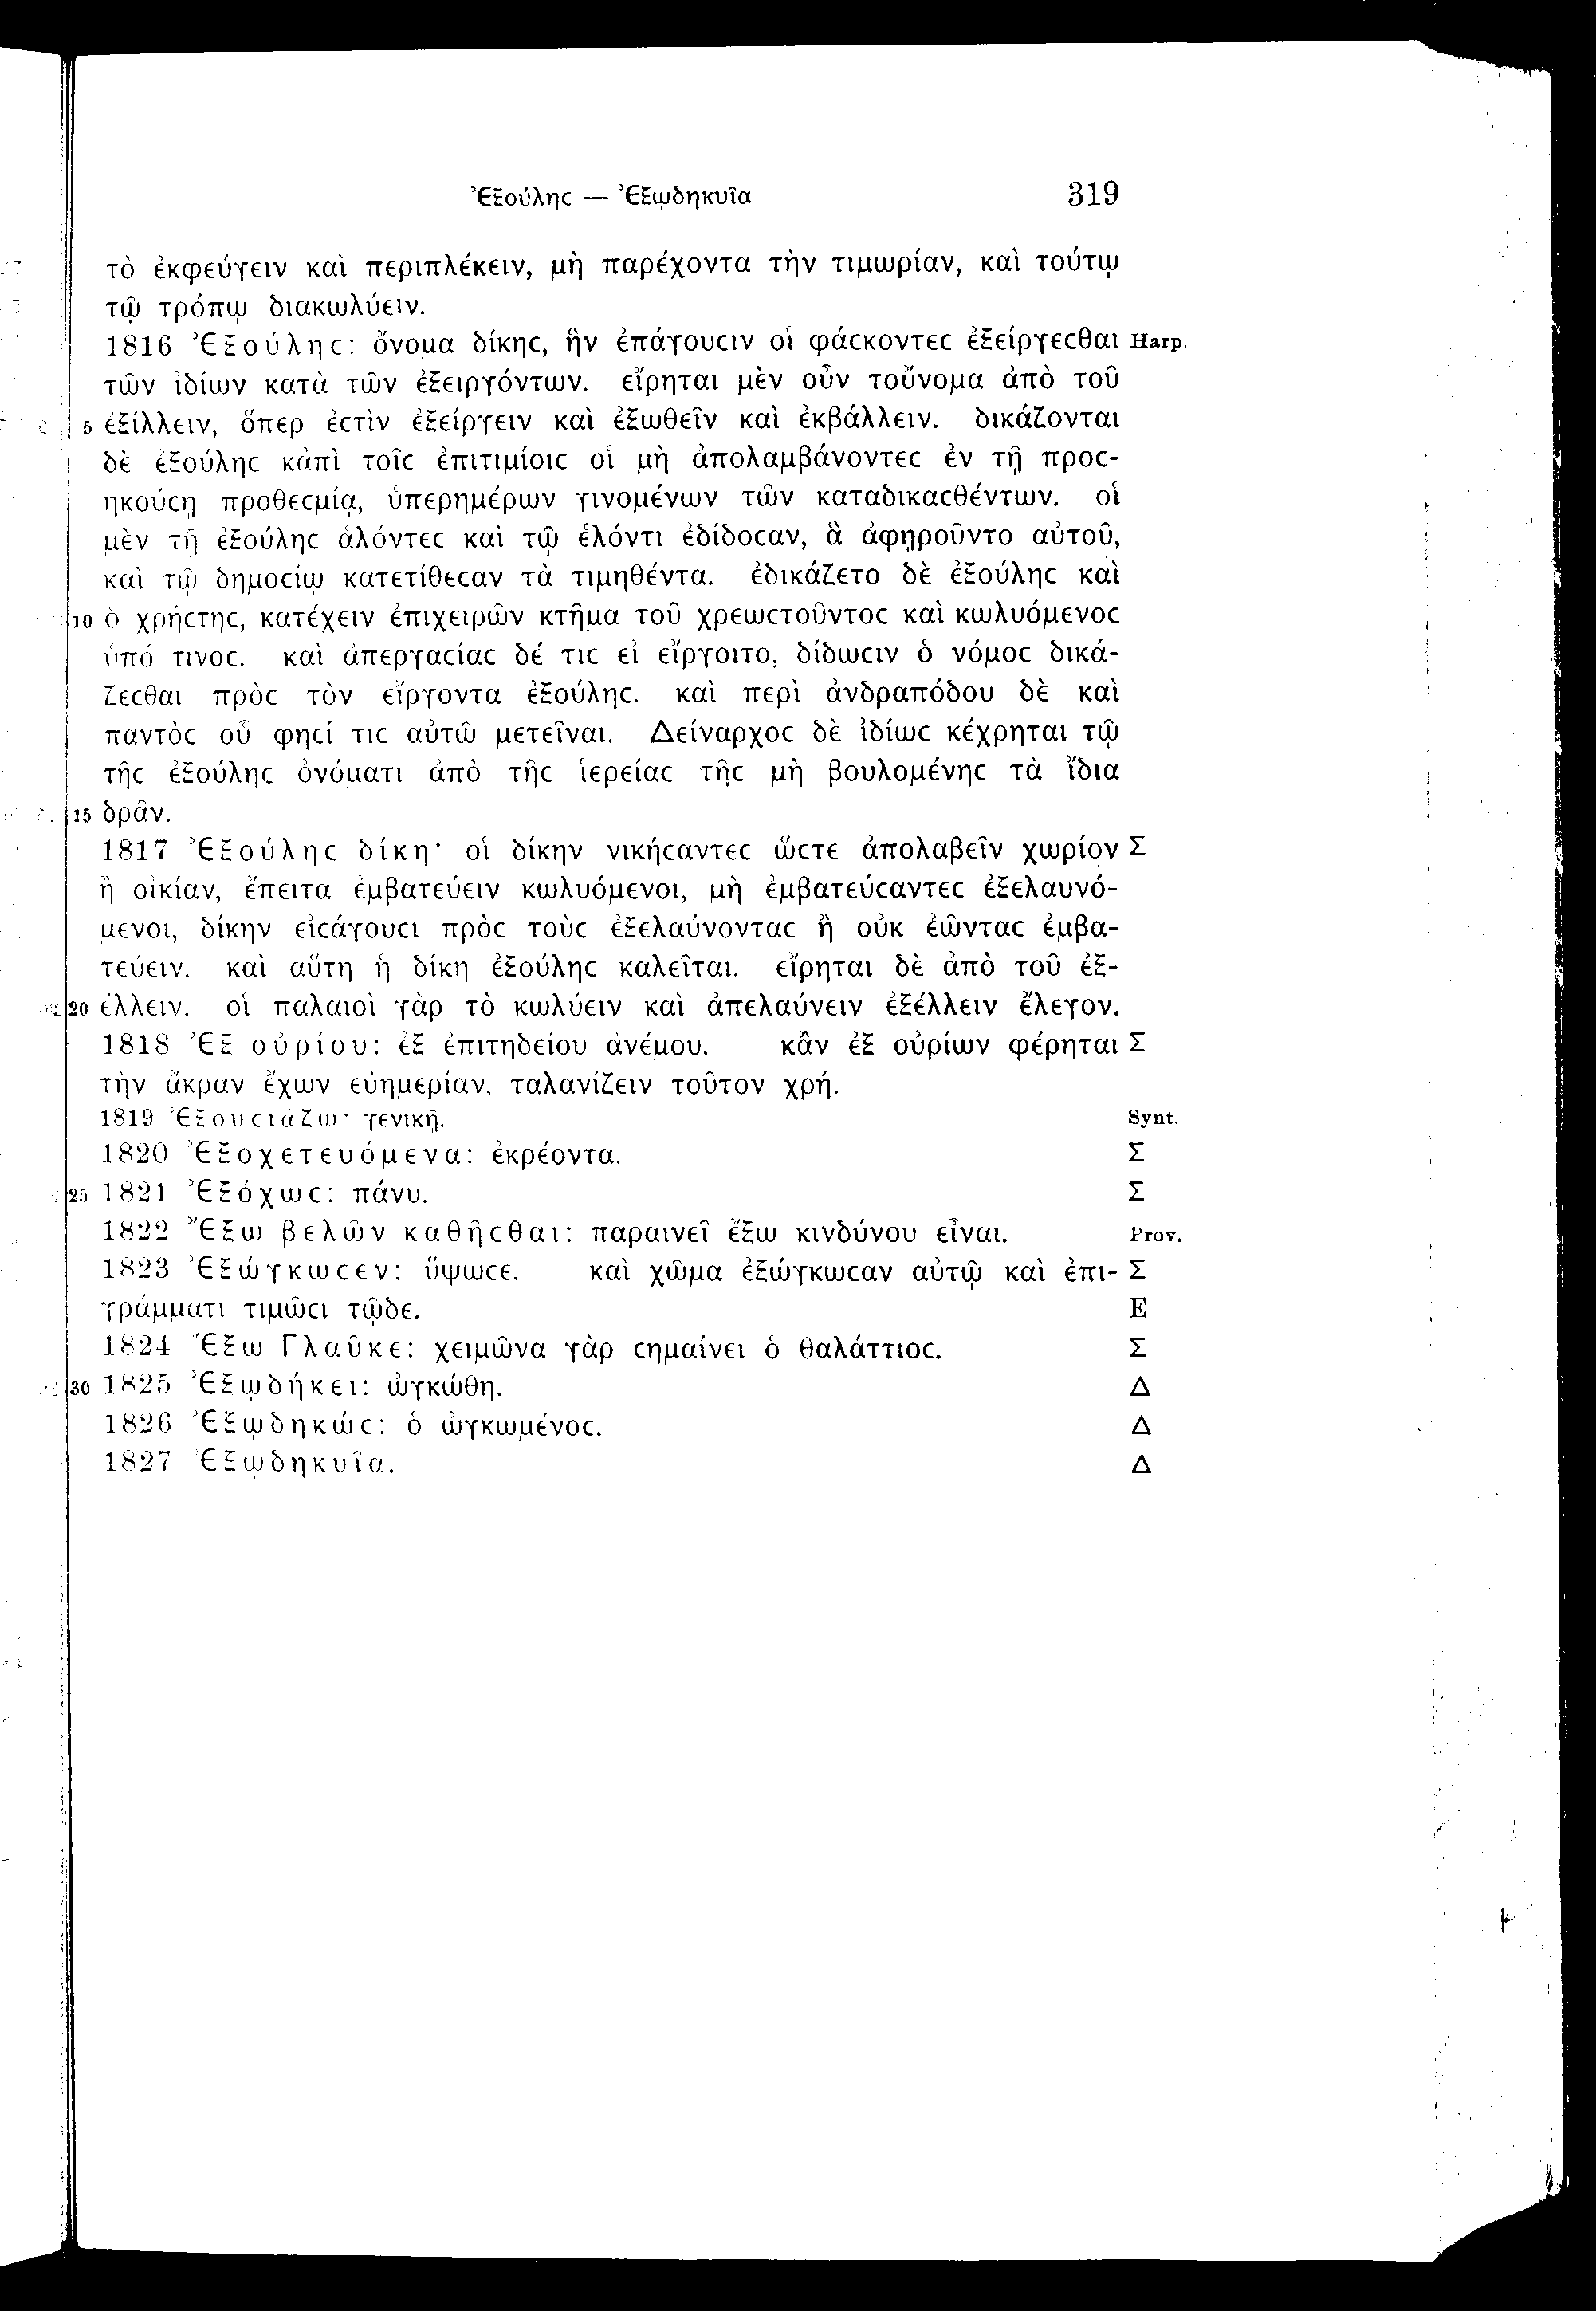 Ἐξούλης — Ἐξῳδηκυῖα 319
τὸ ἐκφεύγειν καὶ περιπλέκειν, μὴ παρέχοντα τὴν τιμωρίαν, καὶ τούτῳ
τῷ τρόπῳ διακωλύειν.
1816 Ἐξούλης: ὄνομα δίκης, ἣν ἐπάγουσιν οἱ φάσκοντες ἐξείργεσθαι Harp.
τῶν ἰδίων κατὰ τῶν ἐξειργόντων. εἴρηται μὲν οὖν τοὔνομα ἀπὸ τοῦ
5 ἐξίλλειν, ὅπερ ἐστὶν ἐξείργειν καὶ ἐξωθεῖν καὶ ἐκβάλλειν. δικάζονται
δὲ ἐξούλης κἀπὶ τοῖς ἐπιτιμίοις οἱ μὴ ἀπολαμβάνοντες ἐν τῇ προς-
ηκούσῃ προθεσμίᾳ, ὑπερημέρων γινομένων τῶν καταδικασθέντων. οἱ
μὲν τῇ ἐξούλης ἁλόντες καὶ τῷ ἑλόντι ἐδίδοσαν, ἃ ἀφῃροῦντο αὐτοῦ,
καὶ τῷ δημοσίῳ κατετίθεσαν τὰ τιμηθέντα. ἐδικάζετο δὲ ἐξούλης καὶ
10 ὁ χρήστης, κατέχειν ἐπιχειρῶν κτῆμα τοῦ χρεωστοῦντος καὶ κωλυόμενος
ὑπό τινος. καὶ ἀπεργασίας δέ τις εἰ εἴργοιτο, δίδωσιν ὁ νόμος δικά-
ζεσθαι πρὸς τὸν εἴργοντα ἐξούλης. καὶ περὶ ἀνδραπόδου δὲ καὶ
παντὸς οὗ φησί τις αὐτῷ μετεῖναι. Δείναρχος δὲ ἰδίως κέχρηται τῷ
τῆς ἐξούλης ὀνόματι ἀπὸ τῆς ἱερείας τῆς μὴ βουλομένης τὰ ἴδια
15 δρᾶν.
1817 Ἐξούλης δίκη· οἱ δίκην νικήσαντες ὥστε ἀπολαβεῖν χωρίον Σ
ἢ οἰκίαν, ἔπειτα ἐμβατεύειν κωλυόμενοι, μὴ ἐμβατεύσαντες ἐξελαυνό-
μενοι, δίκην εἰσάγουσι πρὸς τοὺς ἐξελαύνοντας ἢ οὐκ ἐῶντας ἐμβα-
τεύειν. καὶ αὕτη ἡ δίκη ἐξούλης καλεῖται. εἴρηται δὲ ἀπὸ τοῦ ἐξ-
20 έλλειν. οἱ παλαιοὶ γὰρ τὸ κωλύειν καὶ ἀπελαύνειν ἐξέλλειν ἔλεγον.
1818 Ἐξ οὐρίου: ἐξ ἐπιτηδείου ἀνέμου. κἂν ἐξ οὐρίων φέρηται Σ
τὴν ἄκραν ἔχων εὐημερίαν, ταλανίζειν τοῦτον χρή.
1819 Ἐξουσιάζω· γενικῇ. Synt.
1820 Ἐξοχετευόμενα: ἐκρέοντα. Σ
25 1821 Ἐξόχως: πάνυ. Σ
1822 Ἔξω βελῶν καθῆσθαι: παραινεῖ ἔξω κινδύνου εἶναι. Prov.
1823 Ἐξώγκωσεν: ὕψωσε. καὶ χῶμα ἐξώγκωσαν αὐτῷ καὶ ἐπι- Σ
γράμματι τιμῶσι τῷδε. E
1824 Ἔξω Γλαῦκε: χειμῶνα γὰρ σημαίνει ὁ θαλάττιος. Σ
30 1825 Ἐξῳδήκει: ὠγκώθη. Δ
1826 Ἐξῳδηκώς: ὁ ὠγκωμένος. Δ
1827 Ἐξῳδηκυῖα. Δ